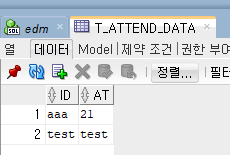 edm T_ATTEND_DATA
열 데이터 Model 제약 조건 권한 부여
정렬... 필터
ID AT
1 aaa 21
2 test test